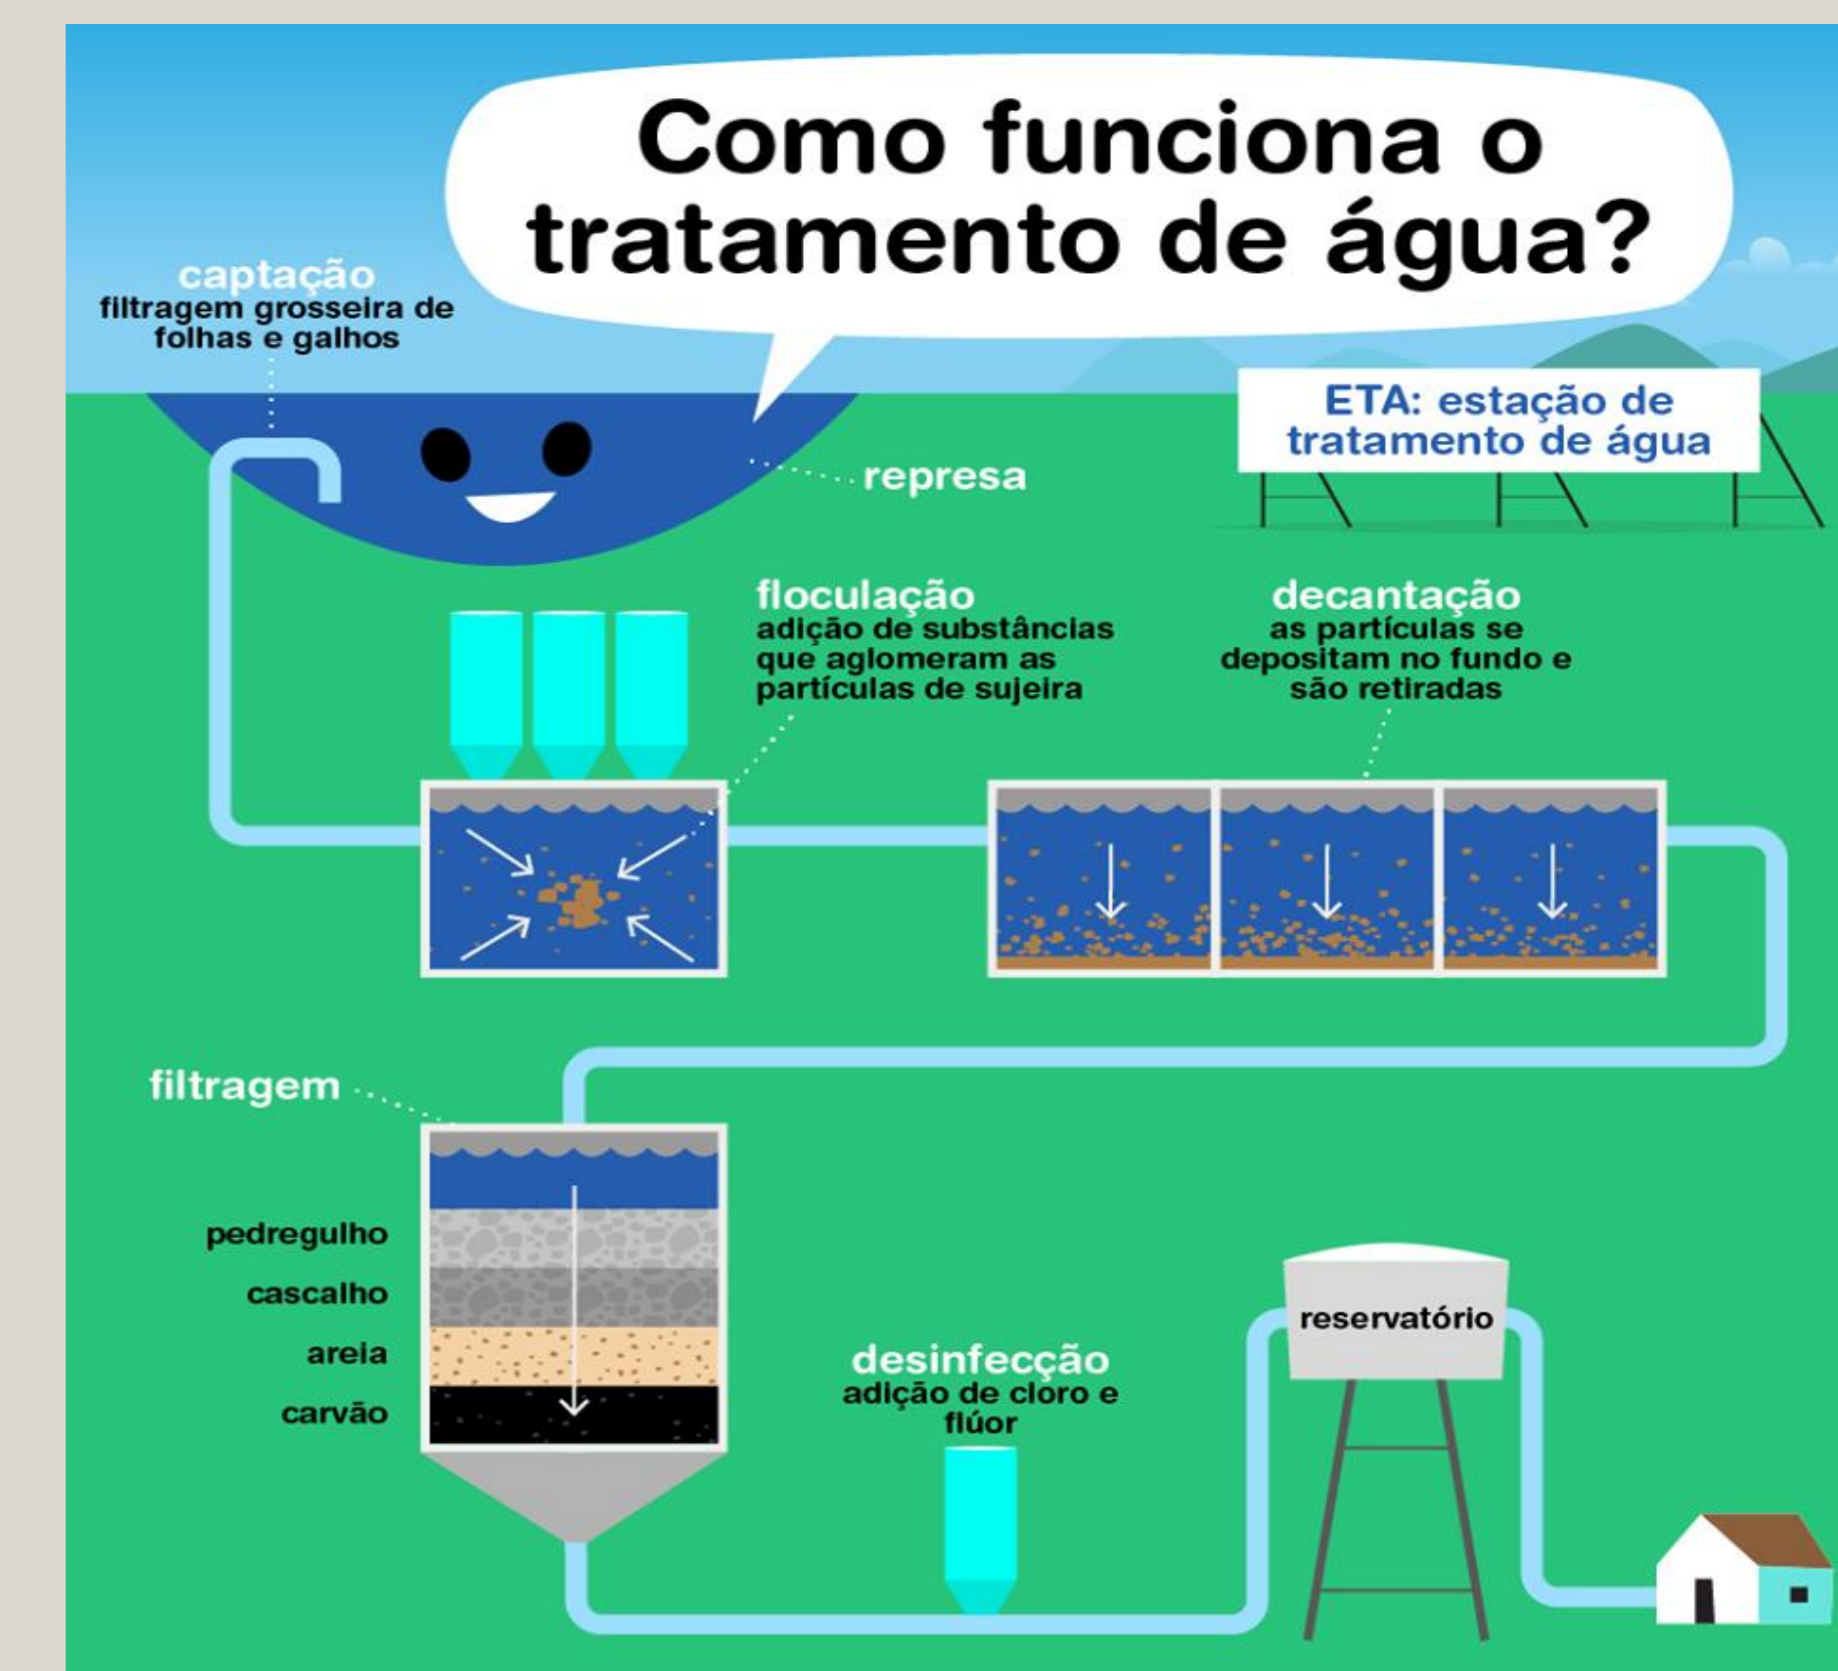 Como funciona o
tratamento de água?
captação
filtragem grosseira de
folhas e galhos
ETA: estação de
tratamento de água
represa
floculação
adição de substâncias
que aglomeram as
partículas de sujeira
decantação
as partículas se
depositam no fundo e
são retiradas
filtragem
pedregulho
cascalho
areia
carvão
desinfecção
adição de cloro e
flúor
reservatório